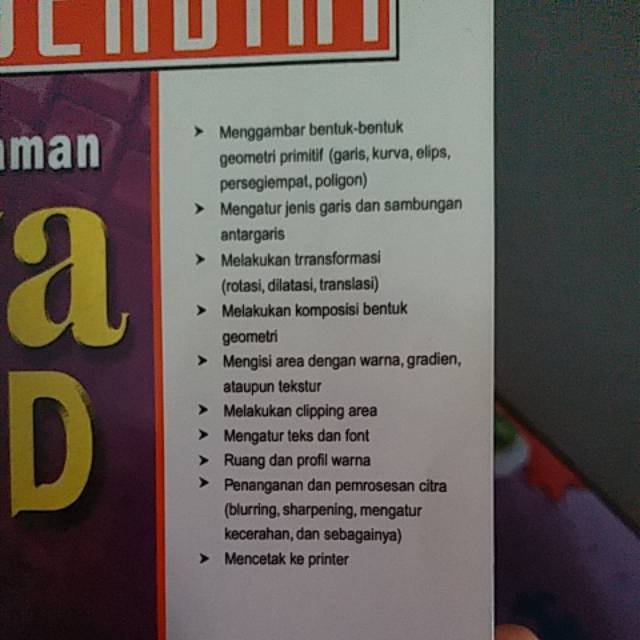 ➤ Menggambar bentuk-bentuk
geometri primitif (garis, kurva, elips,
persegiempat, poligon)
➤ Mengatur jenis garis dan sambungan
antargaris
➤ Melakukan trransformasi
(rotasi, dilatasi, translasi)
➤ Melakukan komposisi bentuk
geometri
➤ Mengisi area dengan warna, gradien,
ataupun tekstur
➤ Melakukan clipping area
➤ Mengatur teks dan font
➤ Ruang dan profil warna
➤ Penanganan dan pemrosesan citra
(blurring, sharpening, mengatur
kecerahan, dan sebagainya)
➤ Mencetak ke printer
man
a
D